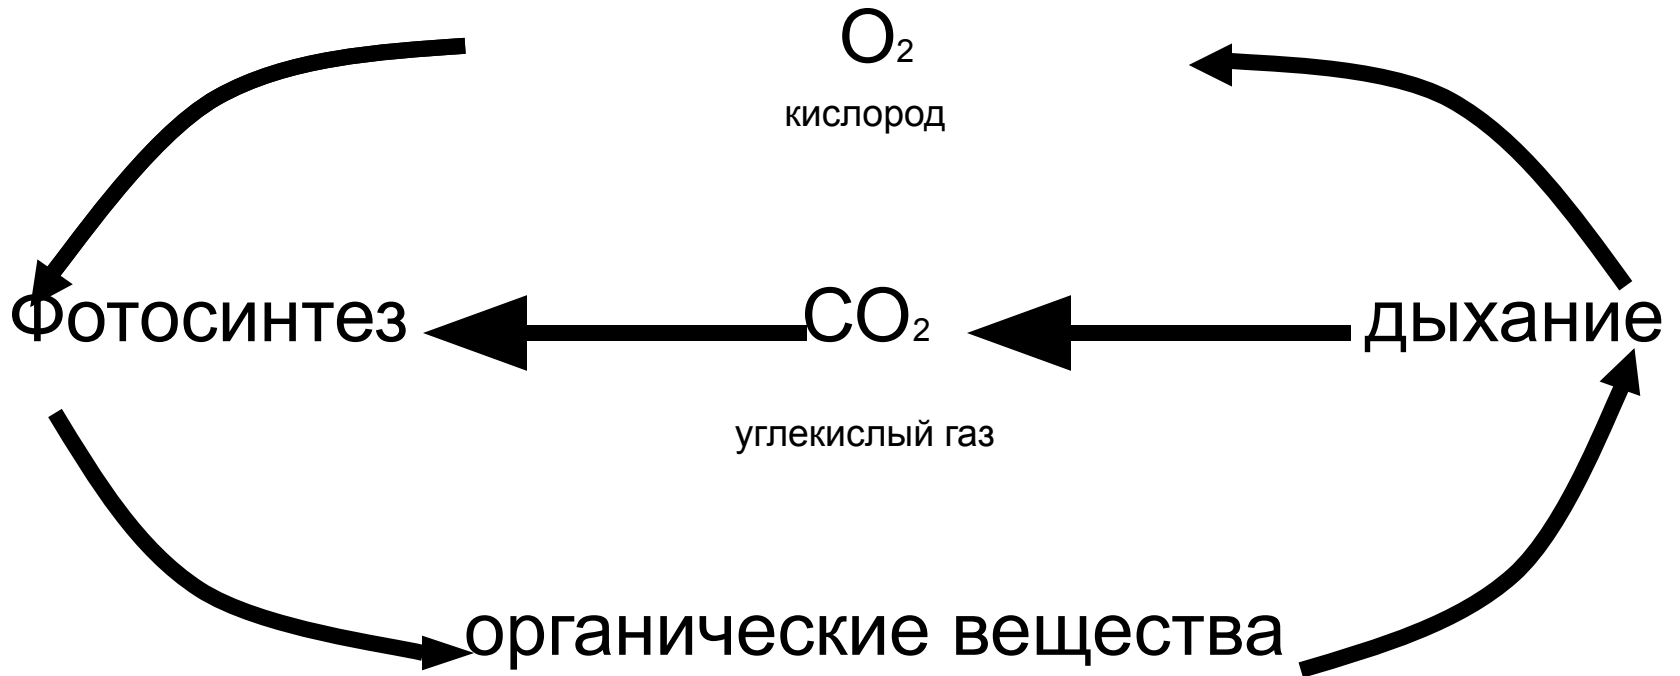 O₂
кислород
Фотосинтез
CO₂
дыхание
углекислый газ
органические вещества